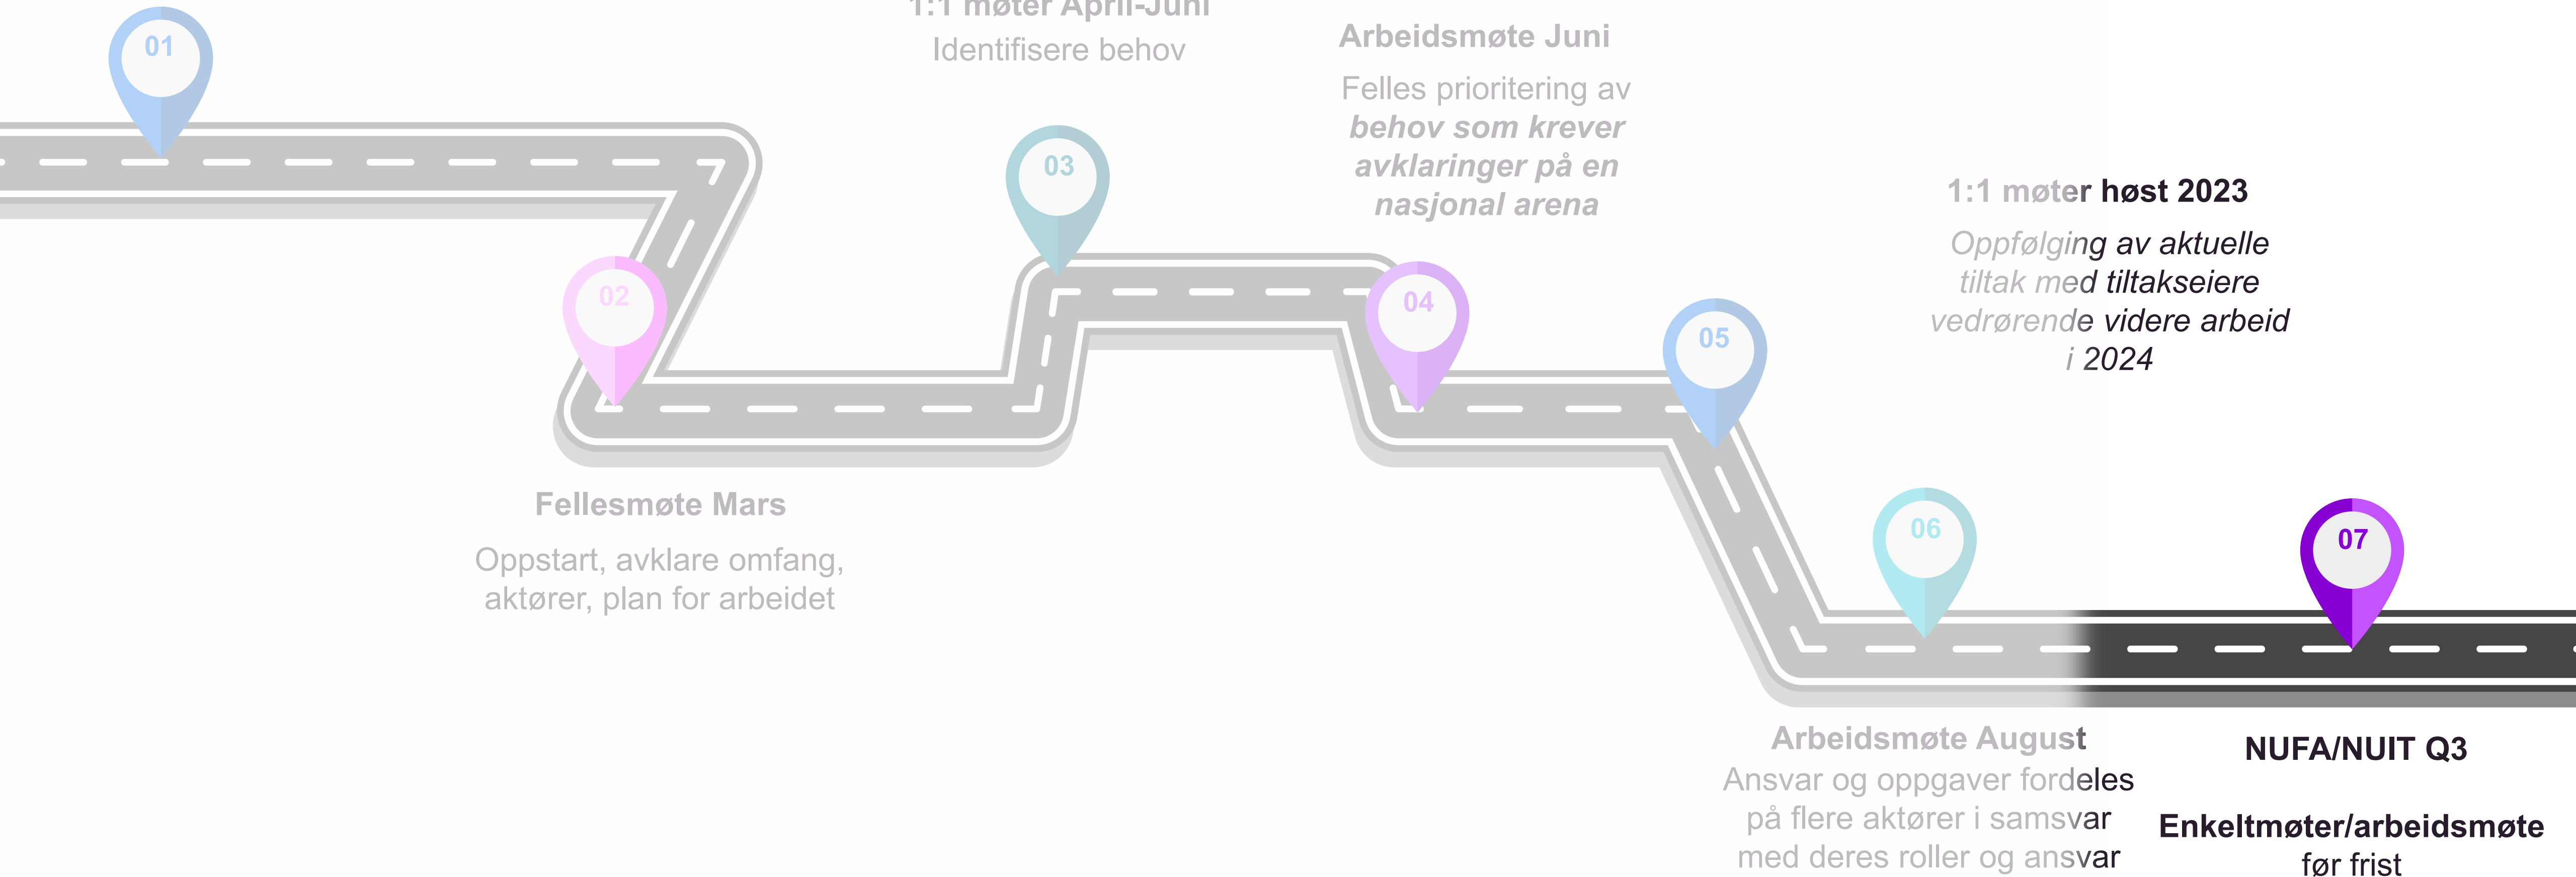 01
1:1 møter April-Juni
Identifisere behov
Arbeidsmøte Juni
Felles prioritering av
behov som krever
avklaringer på en
nasjonal arena
03
1:1 møter høst 2023
Oppfølging av aktuelle
tiltak med tiltakseiere
vedrørende videre arbeid
i 2024
02
04
05
Fellesmøte Mars
Oppstart, avklare omfang,
aktører, plan for arbeidet
06
07
Arbeidsmøte August
Ansvar og oppgaver fordeles
på flere aktører i samsvar
med deres roller og ansvar
NUFA/NUIT Q3
Enkeltmøter/arbeidsmøte
før frist